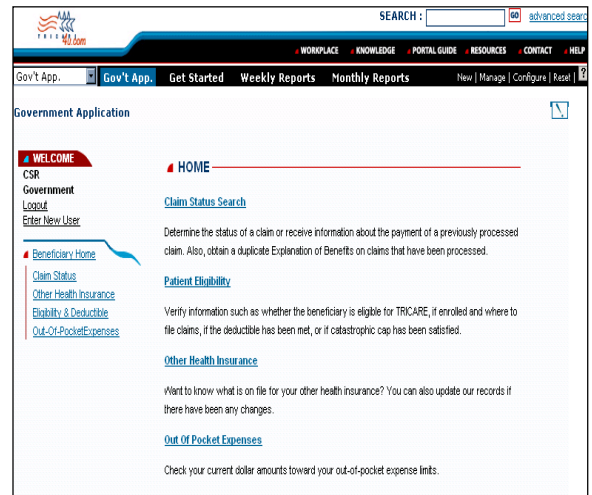 SEARCH : GO advanced searc
TRICARE
4u.com
WORKPLACE KNOWLEDGE PORTAL GUIDE RESOURCES CONTACT HELP
Gov't App. Gov't App. Get Started Weekly Reports Monthly Reports New | Manage | Configure | Reset | ?
Government Application
WELCOME
CSR
Government
Logout
Enter New User
Beneficiary Home
Claim Status
Other Health Insurance
Eligibility & Deductible
Out-Of-PocketExpenses
HOME
Claim Status Search
Determine the status of a claim or receive information about the payment of a previously processed
claim. Also, obtain a duplicate Explanation of Benefits on claims that have been processed.
Patient Eligibility
Verify information such as whether the beneficiary is eligible for TRICARE, if enrolled and where to
file claims, if the deductible has been met, or if catastrophic cap has been satisfied.
Other Health Insurance
Want to know what is on file for your other health insurance? You can also update our records if
there have been any changes.
Out Of Pocket Expenses
Check your current dollar amounts toward your out-of-pocket expense limits.